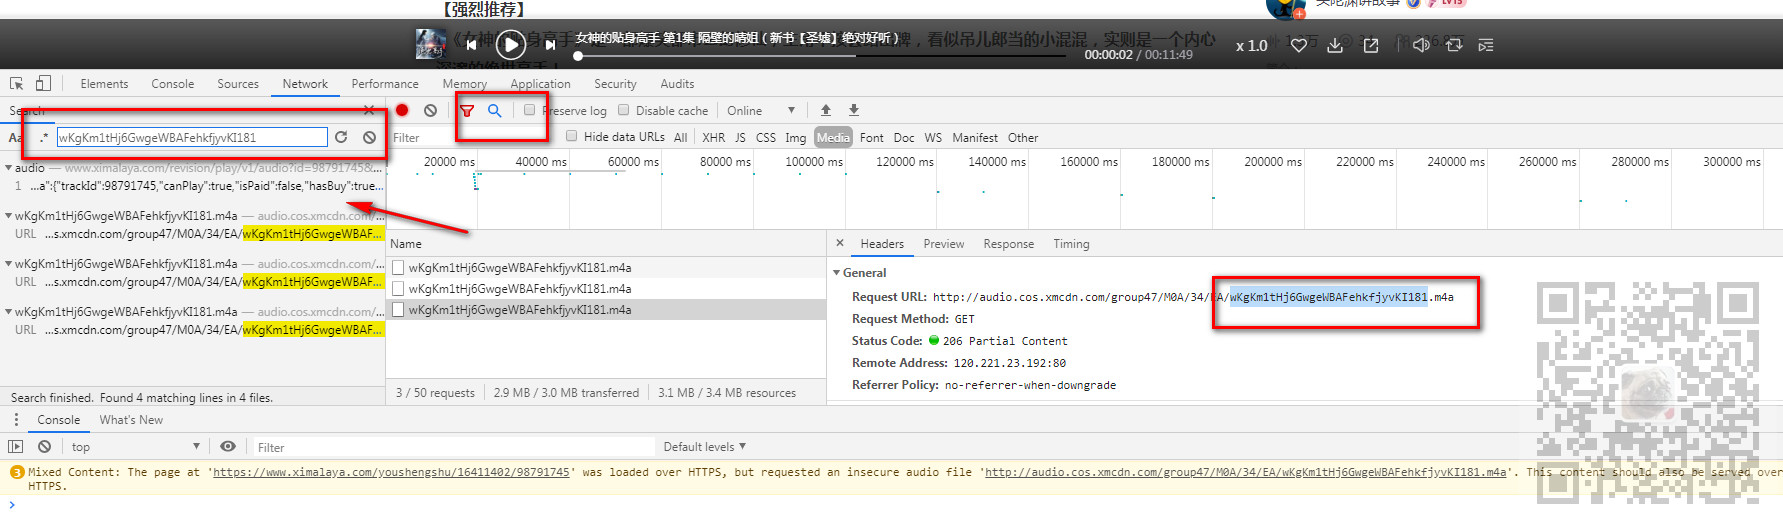 【强烈推荐】
LV13
女神的贴身高手 第1集 隔壁的晴姐（新书【圣墟】绝对好听）
，看似吊儿郎当的小混混，实则是一个内心
x 1.0
00:00:02 / 00:11:49
Elements Console Sources Network Performance Memory Application Security Audits
Search
Preserve log Disable cache Online
Aa .* wKgKm1tHj6GwgeWBAFehkfjyvKI181
Filter Hide data URLs All XHR JS CSS Img Media Font Doc WS Manifest Other
20000 ms 40000 ms 60000 ms 80000 ms 100000 ms 120000 ms 140000 ms 160000 ms 180000 ms 200000 ms 220000 ms 240000 ms 260000 ms 280000 ms 300000 ms
audio — www.ximalaya.com/revision/play/v1/audio?id=98791745&...
1 ...a":{"trackId":98791745,"canPlay":true,"isPaid":false,"hasBuy":true...
wKgKm1tHj6GwgeWBAFehkfjyvKI181.m4a — audio.cos.xmcdn.com/...
URL ...s.xmcdn.com/group47/M0A/34/EA/wKgKm1tHj6GwgeWBAF...
wKgKm1tHj6GwgeWBAFehkfjyvKI181.m4a — audio.cos.xmcdn.com/...
URL ...s.xmcdn.com/group47/M0A/34/EA/wKgKm1tHj6GwgeWBAF...
wKgKm1tHj6GwgeWBAFehkfjyvKI181.m4a — audio.cos.xmcdn.com/...
URL ...s.xmcdn.com/group47/M0A/34/EA/wKgKm1tHj6GwgeWBAF...
Search finished. Found 4 matching lines in 4 files.
Name
wKgKm1tHj6GwgeWBAFehkfjyvKI181.m4a
wKgKm1tHj6GwgeWBAFehkfjyvKI181.m4a
wKgKm1tHj6GwgeWBAFehkfjyvKI181.m4a
3 / 50 requests 2.9 MB / 3.0 MB transferred 3.1 MB / 3.4 MB resources
× Headers Preview Response Timing
General
Request URL: http://audio.cos.xmcdn.com/group47/M0A/34/EA/wKgKm1tHj6GwgeWBAFehkfjyvKI181.m4a
Request Method: GET
Status Code: 206 Partial Content
Remote Address: 120.221.23.192:80
Referrer Policy: no-referrer-when-downgrade
Console What's New
top Filter Default levels
3 Mixed Content: The page at 'https://www.ximalaya.com/youshengshu/16411402/98791745' was loaded over HTTPS, but requested an insecure audio file 'http://audio.cos.xmcdn.com/group47/M0A/34/EA/wKgKm1tHj6GwgeWBAFehkfjyvKI181.m4a'. This content should also be served over
HTTPS.